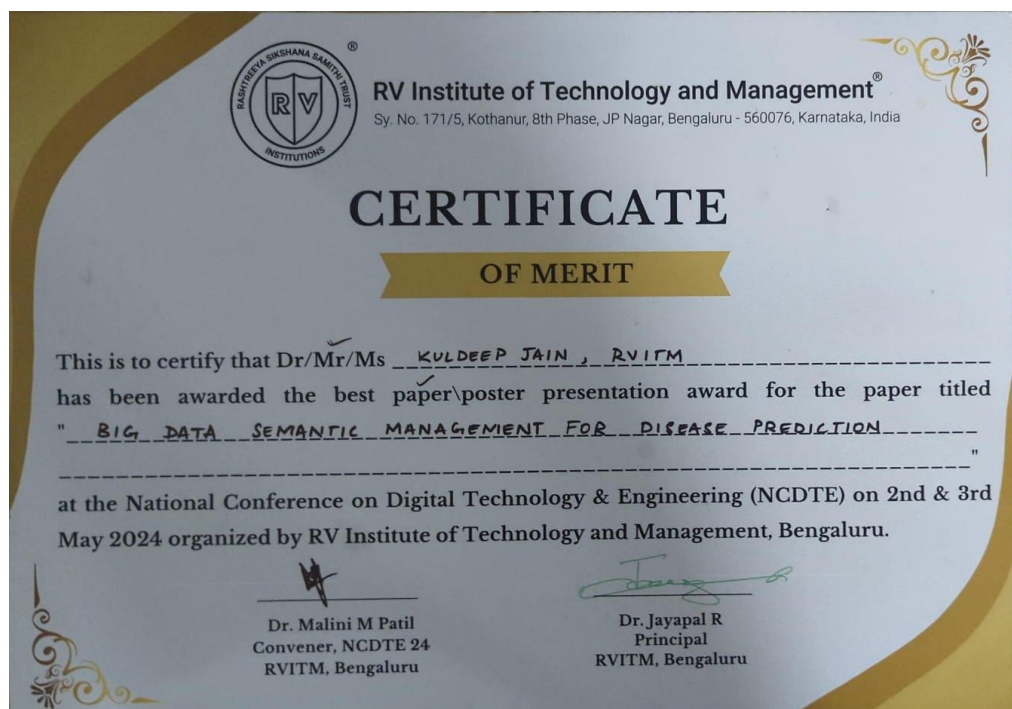 RASHTREEYA SIKSHANA SAMITHI TRUST
RV
INSTITUTIONS
®
RV Institute of Technology and Management®
Sy. No. 171/5, Kothanur, 8th Phase, JP Nagar, Bengaluru - 560076, Karnataka, India
CERTIFICATE
OF MERIT
This is to certify that Dr/Mr/Ms KULDEEP JAIN, RVITM
has been awarded the best paper\poster presentation award for the paper titled
" BIG DATA SEMANTIC MANAGEMENT FOR DISEASE PREDICTION
"
at the National Conference on Digital Technology & Engineering (NCDTE) on 2nd & 3rd
May 2024 organized by RV Institute of Technology and Management, Bengaluru.
Dr. Malini M Patil
Convener, NCDTE 24
RVITM, Bengaluru
Dr. Jayapal R
Principal
RVITM, Bengaluru